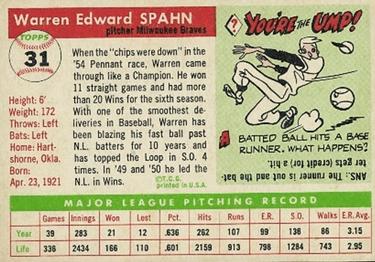 Warren Edward SPAHN
pitcher Milwaukee Braves
TOPPS
31
Height: 6'
Weight: 172
Throws: Left
Bats: Left
Home: Hart-
shorne, Okla.
Born:
Apr. 23, 1921
When the "chips were down" in the
'54 Pennant race, Warren came
through like a Champion. He won
11 straight games and had more
than 20 Wins for the sixth season.
With one of the smoothest de-
liveries in Baseball, Warren has
been blazing his fast ball past
N.L. batters for 10 years and
has topped the Loop in S.O. 4
times. In '49 and '50 he led the
N.L. in Wins.
© T.C.G.
printed in U.S.A.
? YOU'RE the UMP!
A BATTED BALL HITS A BASE
RUNNER. WHAT HAPPENS?
ANS: The runner is out and the bat-
ter gets credit for a 'hit.'
MAJOR LEAGUE PITCHING RECORD
Games Innings Won Lost Pct. Hits Runs E.R. S.O. Walks E.R. Aver.
Year 39 283 21 12 .636 262 107 99 136 86 3.15
Life 336 2434 166 110 .601 2159 913 795 1288 743 2.95